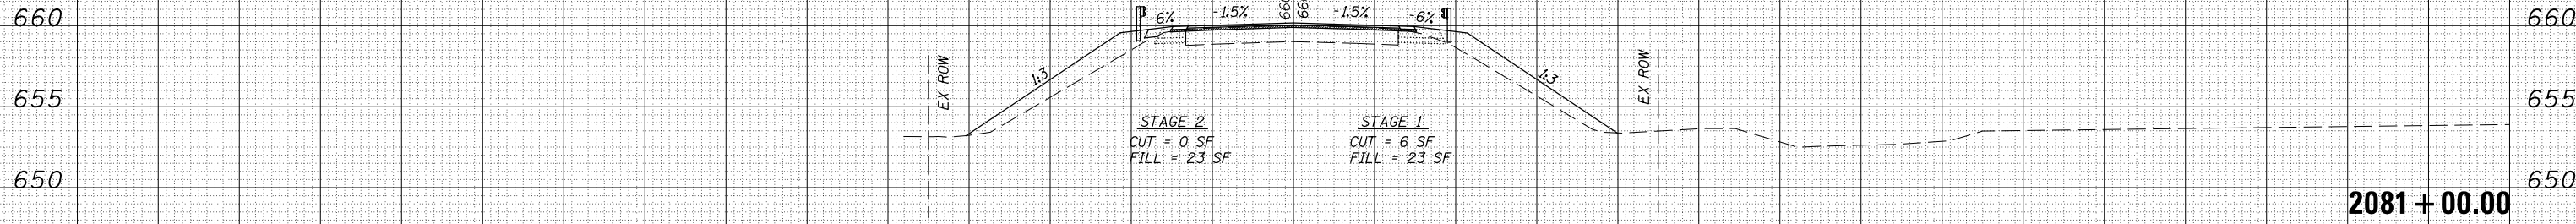 660
-6%
-1.5%
-1.5%
-6%
660
1:3
EX ROW
1:3
EX ROW
655
655
STAGE 2
CUT = 0 SF
FILL = 23 SF
STAGE 1
CUT = 6 SF
FILL = 23 SF
650
650
2081 + 00.00